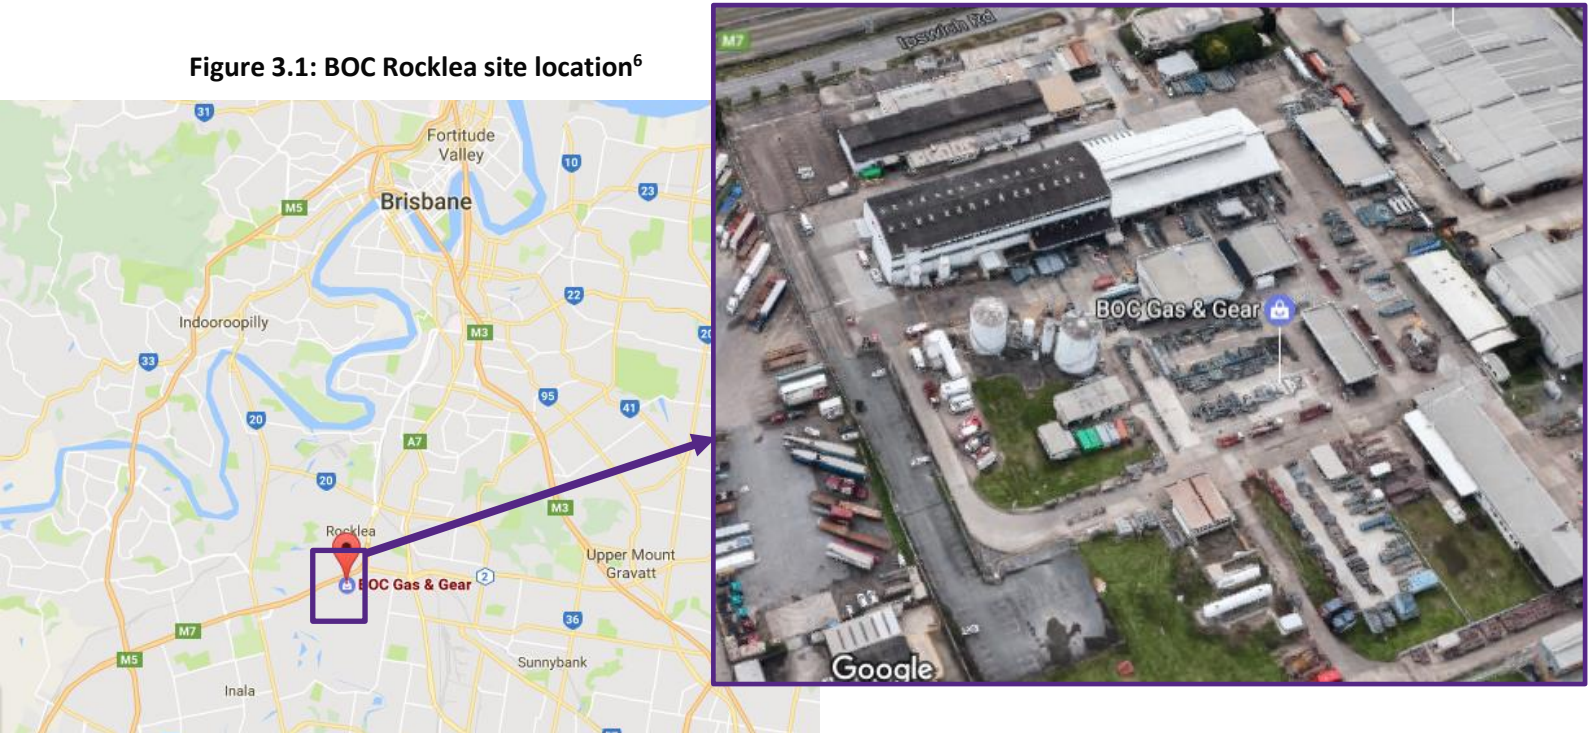 Figure 3.1: BOC Rocklea site location6
Ipswich Rd
M7
31
Fortitude
Valley
10
23
M5
Brisbane
22
Indooroopilly
M3
20
33
95
41
20
A7
20
M3
Rocklea
Upper Mount
Gravatt
BOC Gas & Gear
2
36
M7
M5
Sunnybank
Inala
BOC Gas & Gear
Google